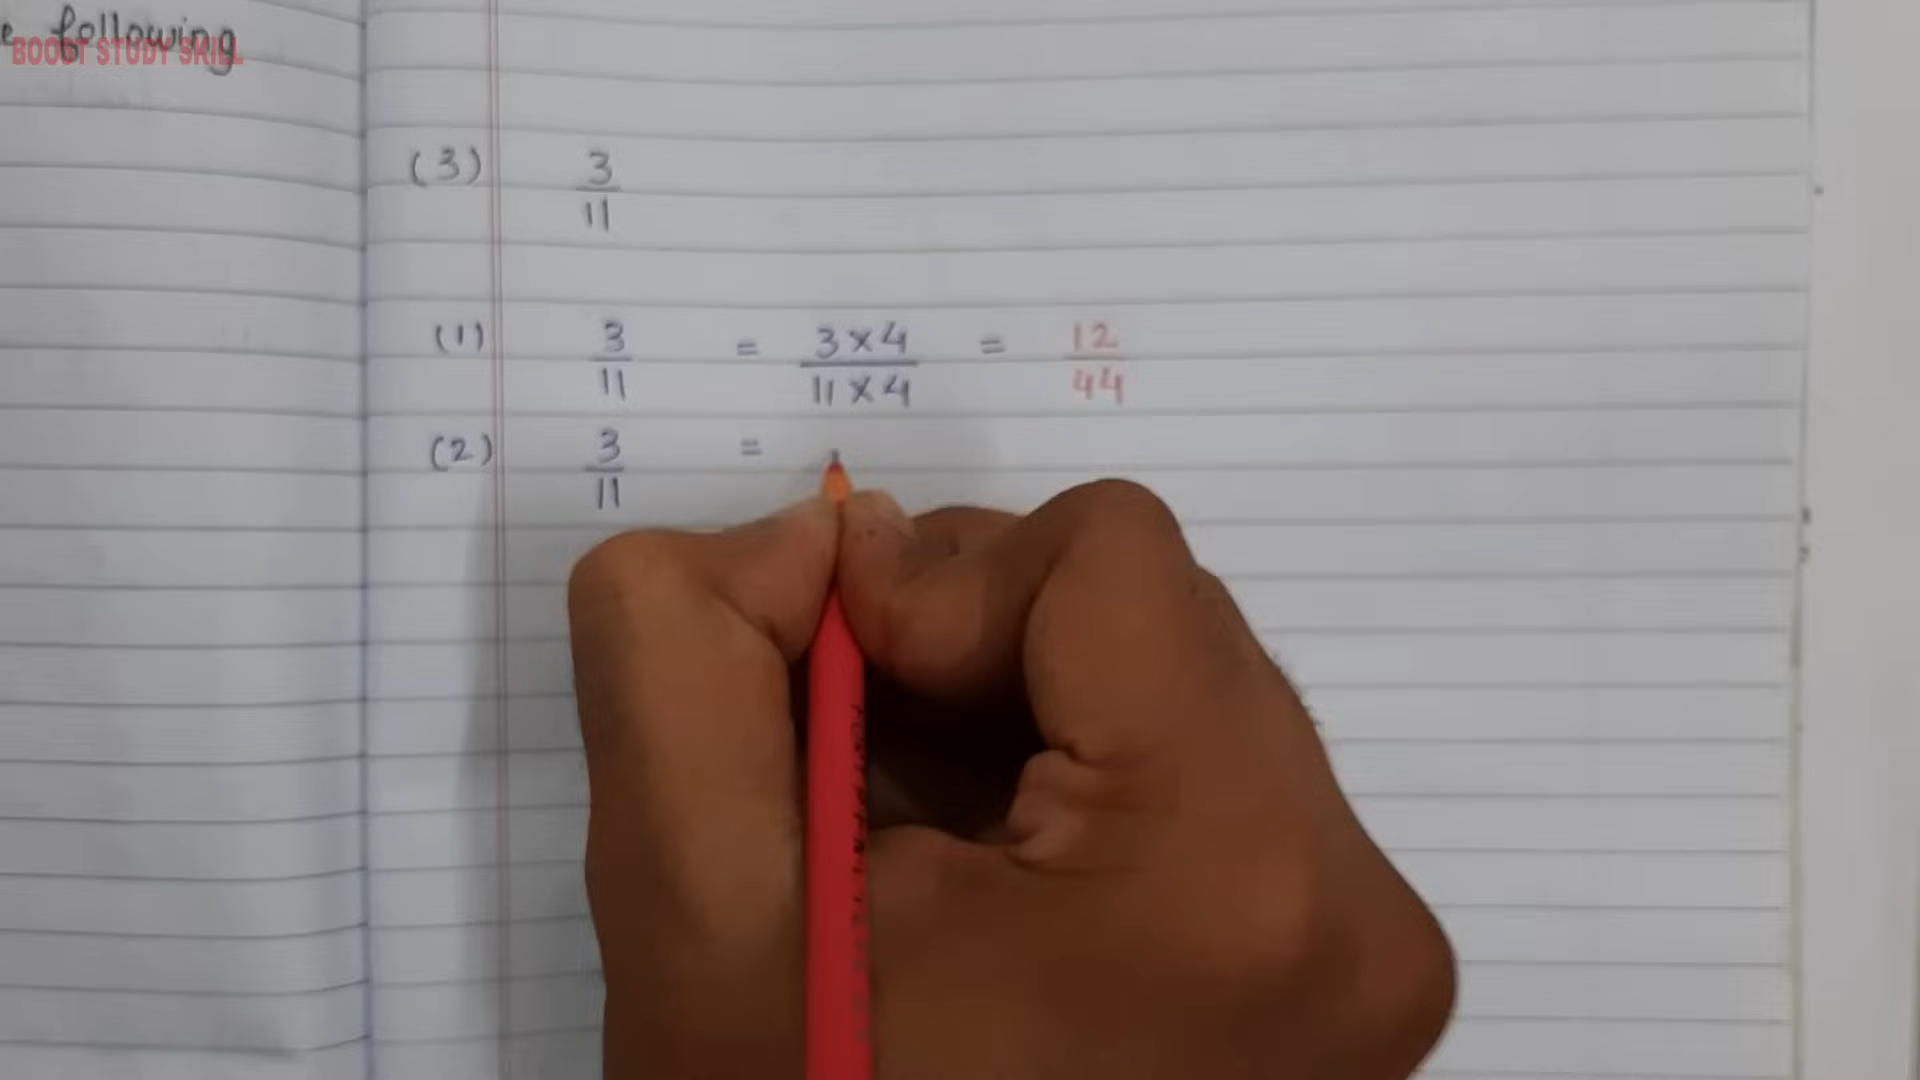 e following
BOOST STUDY SKILL
(3) 3/11
(1) 3/11 = 3×4/11×4 = 12/44
(2) 3/11 =